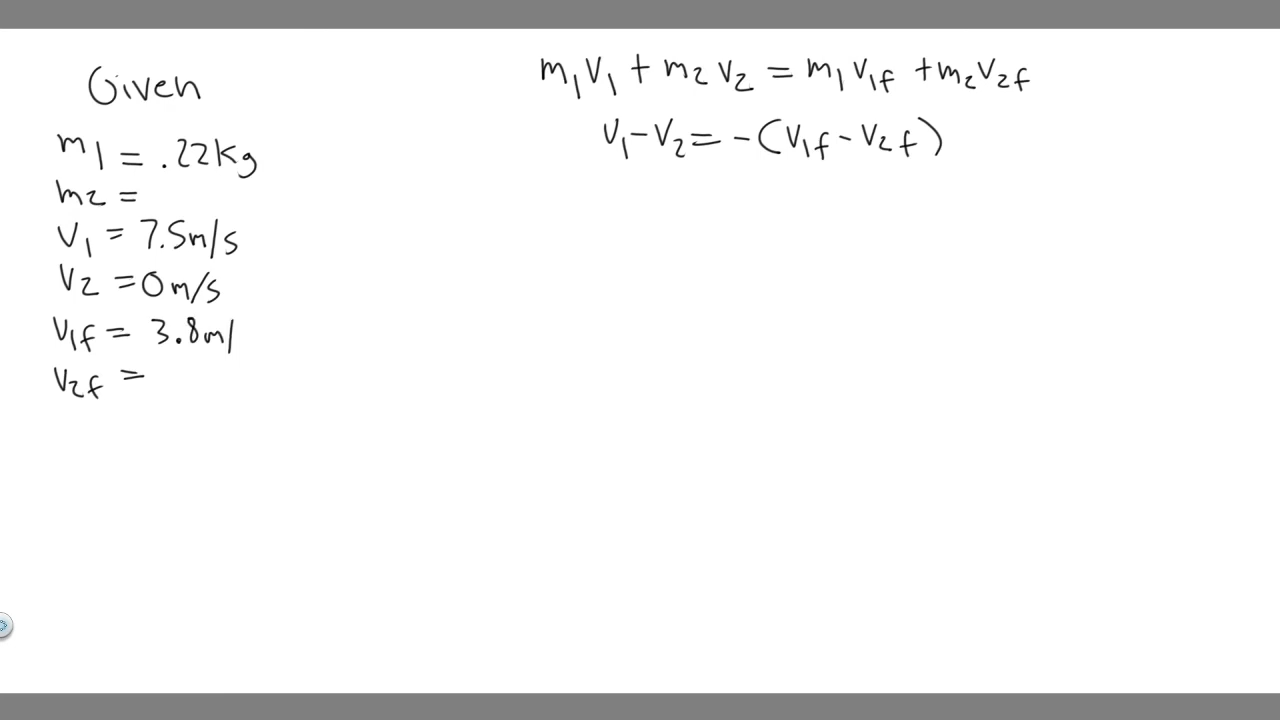 Given
m1 = .22kg
m2 =
v1 = 7.5m/s
v2 = 0m/s
v1f = 3.8m/
v2f =
m1v1 + m2v2 = m1v1f + m2v2f
v1 - v2 = -(v1f - v2f)